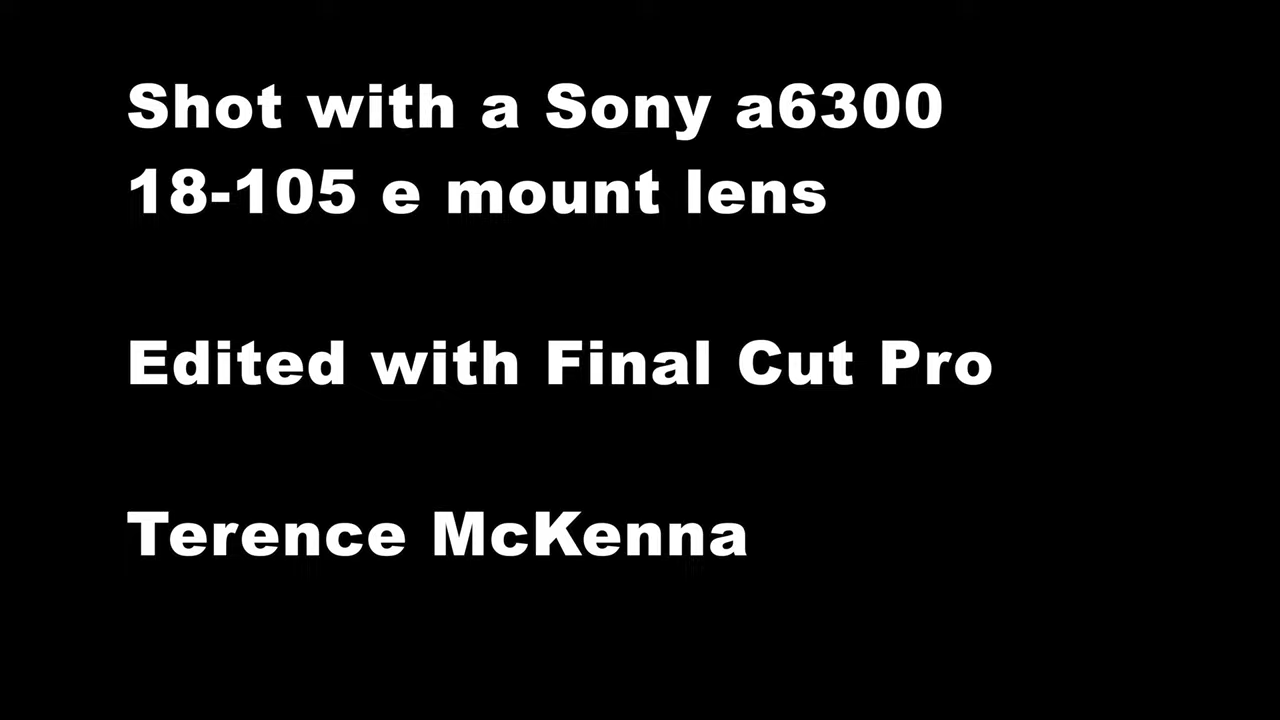 Shot with a Sony a6300
18-105 e mount lens
Edited with Final Cut Pro
Terence McKenna